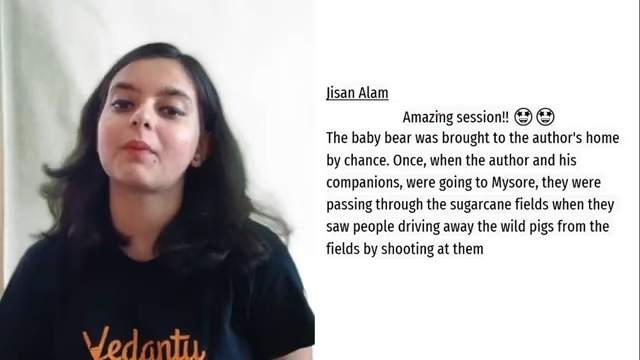 Jisan Alam
Amazing session!! 🤩🤩
The baby bear was brought to the author's home
by chance. Once, when the author and his
companions, were going to Mysore, they were
passing through the sugarcane fields when they
saw people driving away the wild pigs from the
fields by shooting at them
Vedantu